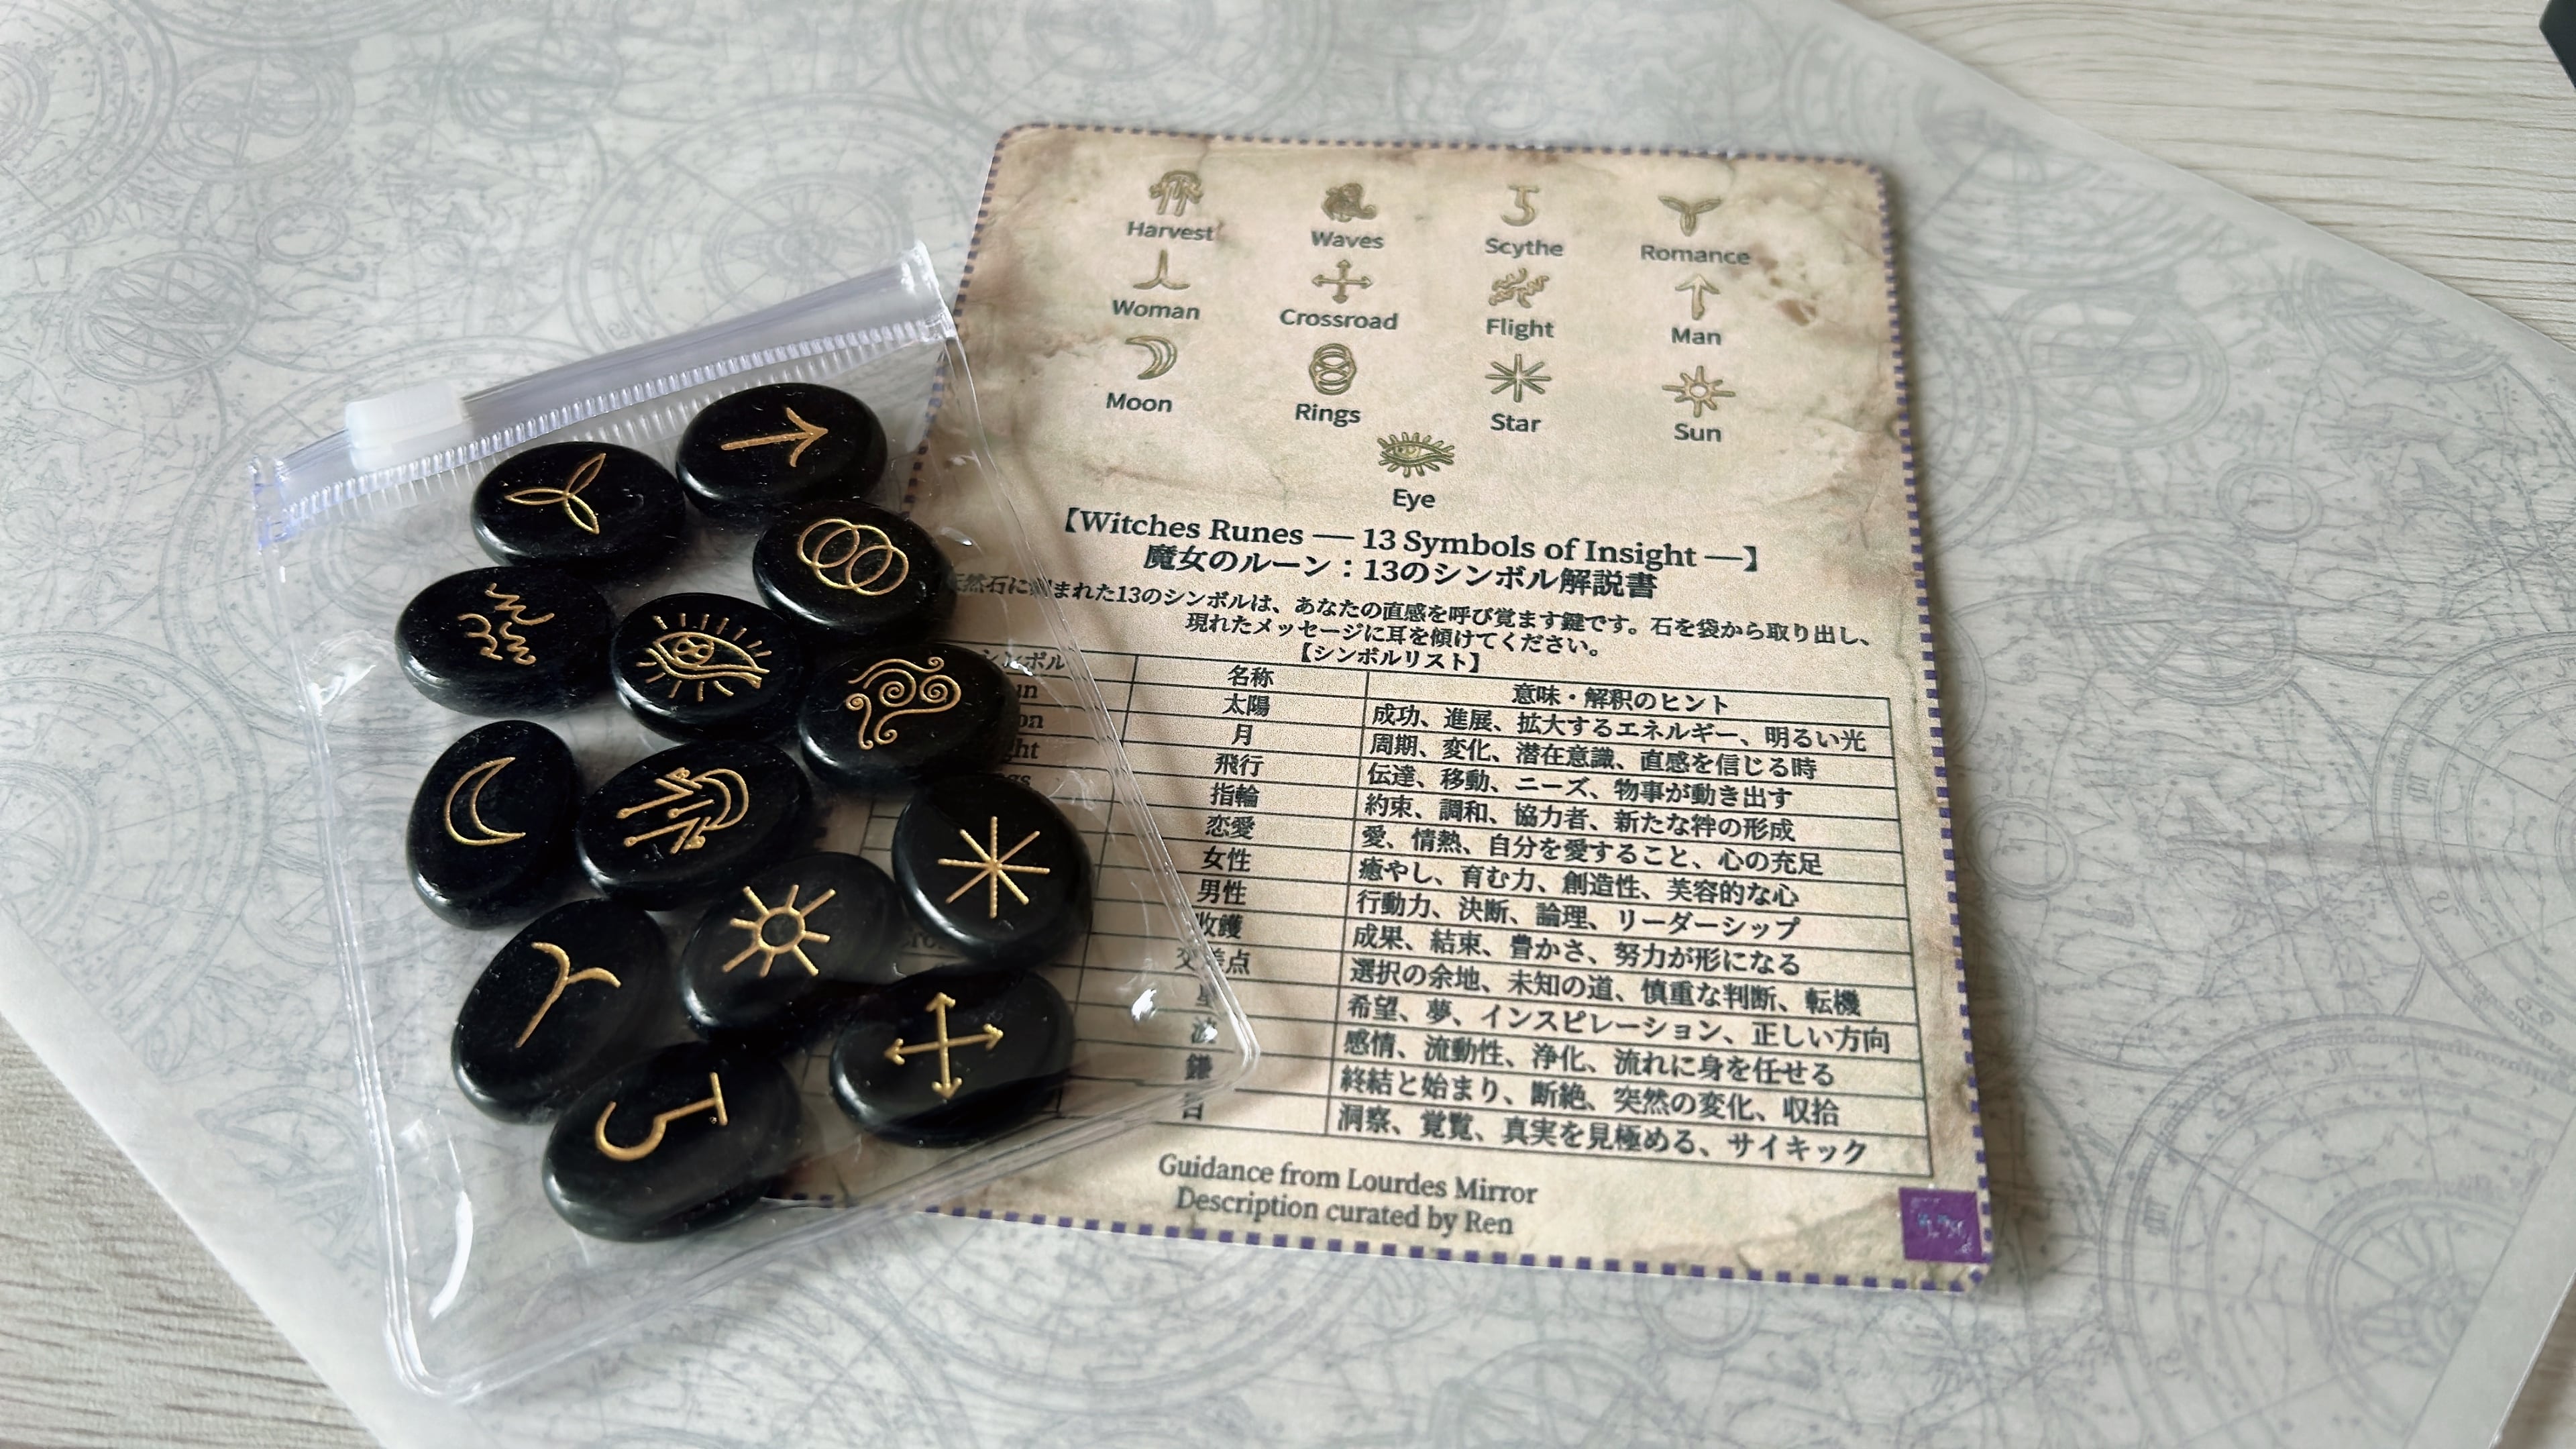 Harvest Waves Scythe Romance
Woman Crossroad Flight Man
Moon Rings Star Sun
Eye
【Witches Runes — 13 Symbols of Insight —】
魔女のルーン：13のシンボル解説書
まれた13のシンボルは、あなたの直感を呼び覚ます鍵です。石を袋から取り出し、
現れたメッセージに耳を傾けてください。
【シンボルリスト】
シンボル 名称 意味・解釈のヒント
太陽 成功、進展、拡大するエネルギー、明るい光
月 周期、変化、潜在意識、直感を信じる時
飛行 伝達、移動、ニーズ、物事が動き出す
指輪 約束、調和、協力者、新たな絆の形成
恋愛 愛、情熱、自分を愛すること、心の充足
女性 癒やし、育む力、創造性、美容的な心
男性 行動力、決断、論理、リーダーシップ
収護 成果、結束、豊かさ、努力が形になる
点 選択の余地、未知の道、慎重な判断、転機
星 希望、夢、インスピレーション、正しい方向
波 感情、流動性、浄化、流れに身を任せる
鎌 終結と始まり、断絶、突然の変化、収拾
洞察、覚覧、真実を見極める、サイキック
Guidance from Lourdes Mirror
Description curated by Ren